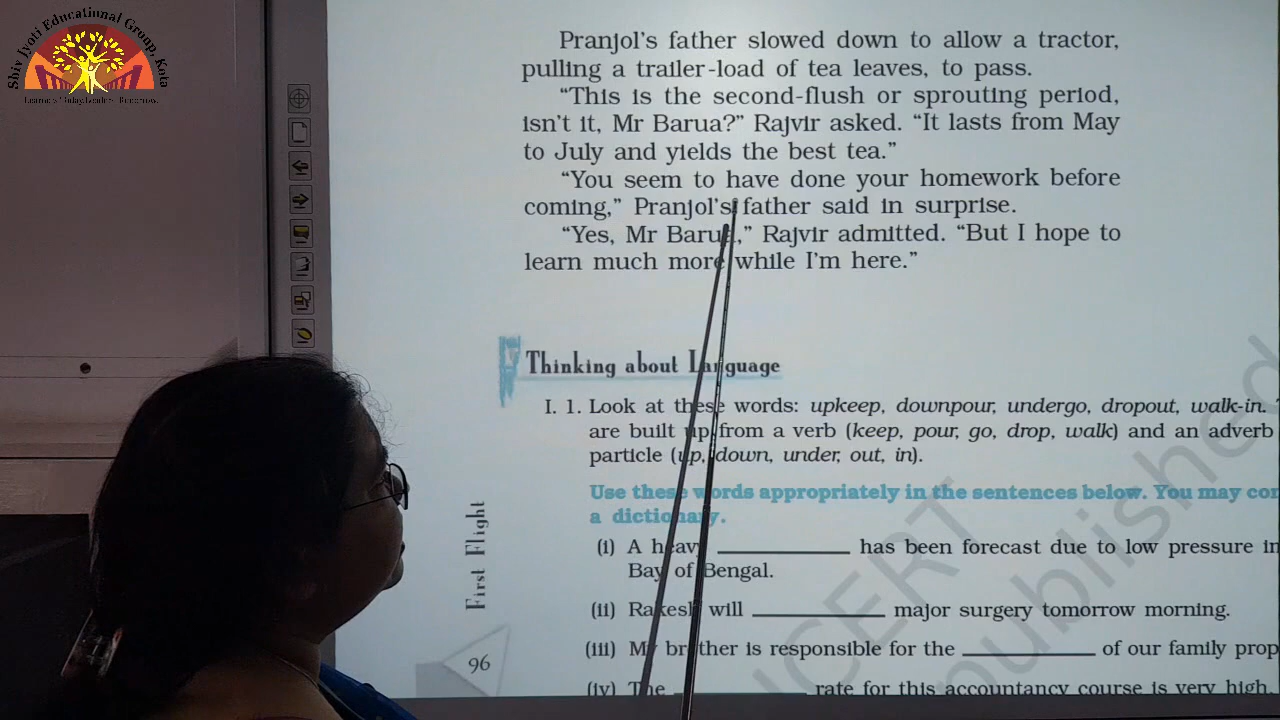 Shiv Jyoti Educational Group, Kota
Pranjol's father slowed down to allow a tractor,
pulling a trailer-load of tea leaves, to pass.
“This is the second-flush or sprouting period,
isn't it, Mr Barua?” Rajvir asked. “It lasts from May
to July and yields the best tea.”
“You seem to have done your homework before
coming,” Pranjol's father said in surprise.
“Yes, Mr Barua,” Rajvir admitted. “But I hope to
learn much more while I'm here.”
Thinking about Language
I. 1. Look at these words: upkeep, downpour, undergo, dropout, walk-in.
are built up from a verb (keep, pour, go, drop, walk) and an adverb
particle (up, down, under, out, in).
Use these words appropriately in the sentences below. You may
a dictionary.
(i) A heavy ____________ has been forecast due to low pressure in
Bay of Bengal.
(ii) Rakesh will ____________ major surgery tomorrow morning.
(iii) My brother is responsible for the ____________ of our family
(iv) The ____________ rate for this accountancy course is very high.
First Flight
96